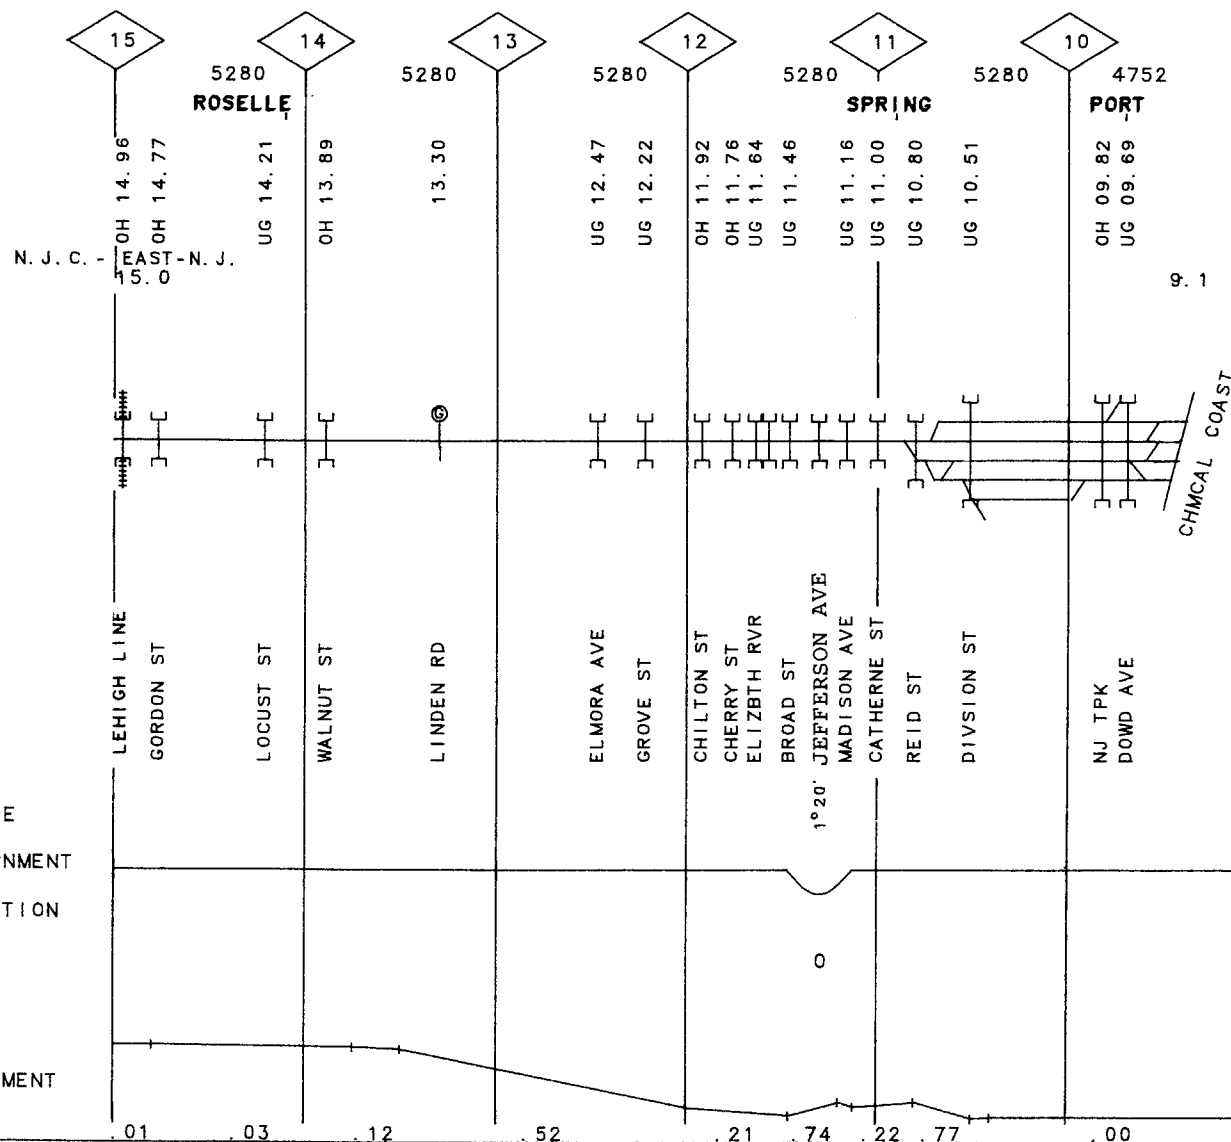 15 14 13 12 11 10
5280 5280 5280 5280 5280 4752
ROSELLE SPRING PORT
OH 14.96
OH 14.77
UG 14.21
OH 13.89
13.30
UG 12.47
UG 12.22
OH 11.92
OH 11.76
UG 11.64
UG 11.46
UG 11.16
UG 11.00
UG 10.80
UG 10.51
OH 09.82
UG 09.69
N.J.C.-EAST-N.J.
15.0
9.1
G
CHMCAL COAST
LEHIGH LINE
GORDON ST
LOCUST ST
WALNUT ST
LINDEN RD
ELMORA AVE
GROVE ST
CHILTON ST
CHERRY ST
ELIZBTH RVR
BROAD ST
1°20' JEFFERSON AVE
MADISON AVE
CATHERNE ST
REID ST
DIVSION ST
NJ TPK
DOWD AVE
E
NMENT
TION
O
MENT
.01 .03 .12 .52 .21 .74 .22 .77 .00